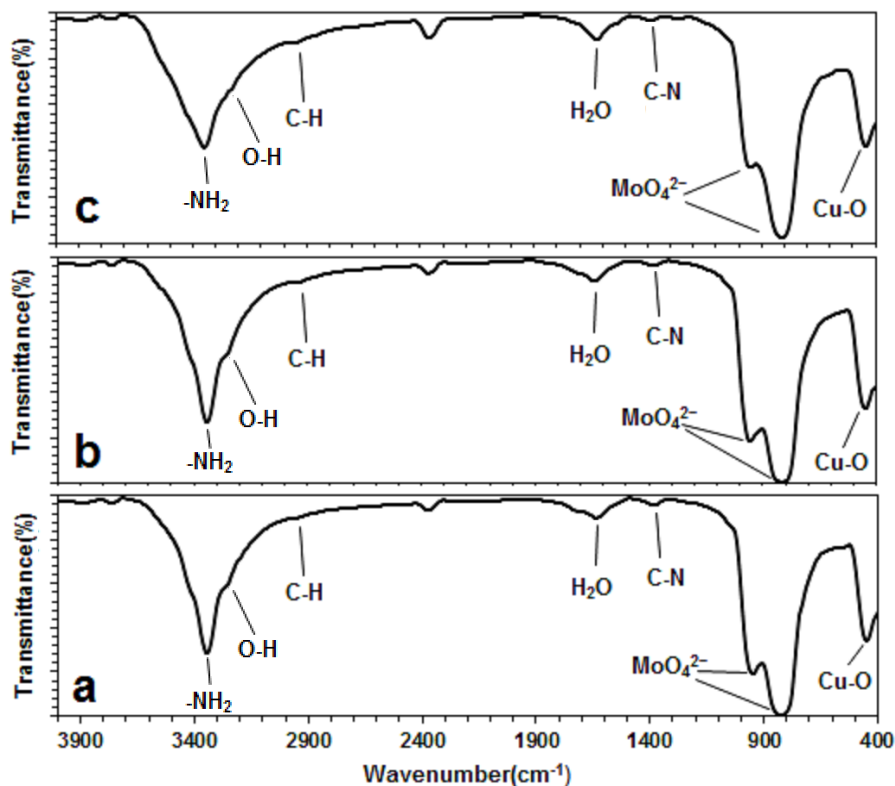 Transmittance(%)
C-H
O-H
-NH₂
H₂O
C-N
MoO₄²⁻
Cu-O
c
Transmittance(%)
C-H
O-H
-NH₂
H₂O
C-N
MoO₄²⁻
Cu-O
b
Transmittance(%)
C-H
O-H
-NH₂
H₂O
C-N
MoO₄²⁻
Cu-O
a
3900 3400 2900 2400 1900 1400 900 400
Wavenumber(cm⁻¹)